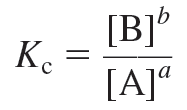 K_c = [B]^b / [A]^a